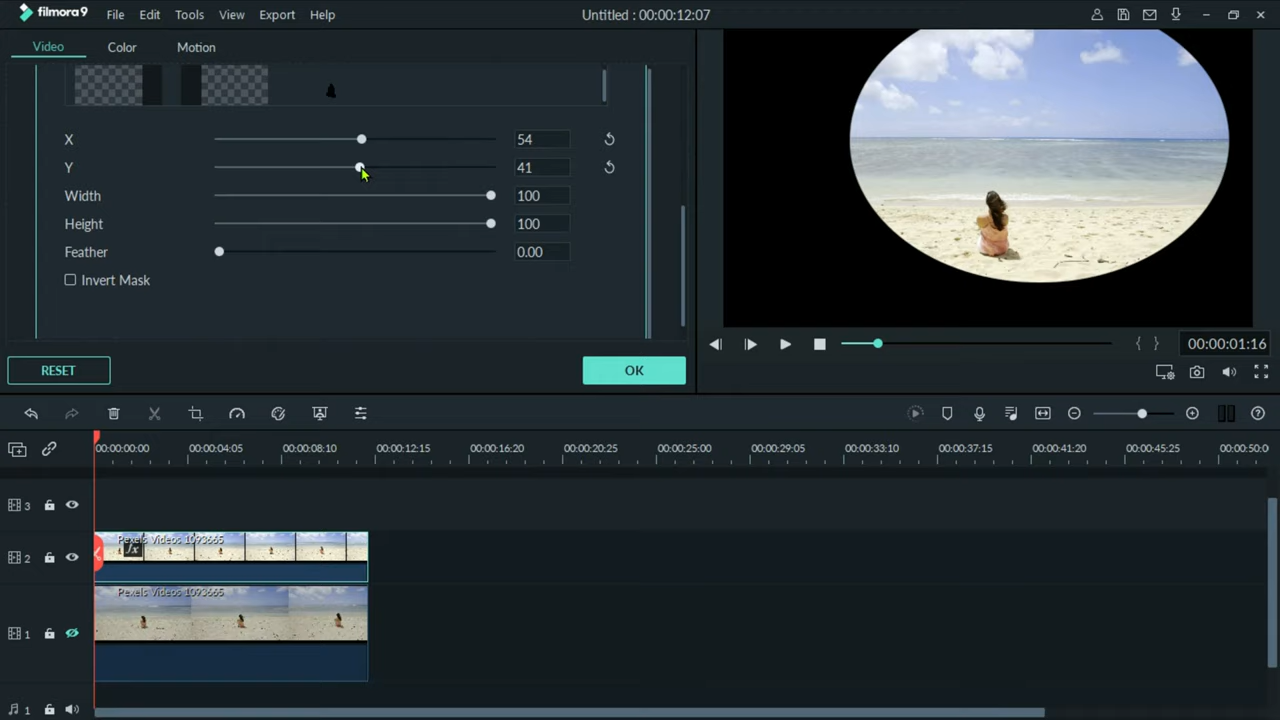 filmora9 File Edit Tools View Export Help Untitled : 00:00:12:07
Video Color Motion
X 54
Y 41
Width 100
Height 100
Feather 0.00
Invert Mask
RESET OK
{ } 00:00:01:16
00:00:00:00 00:00:04:05 00:00:08:10 00:00:12:15 00:00:16:20 00:00:20:25 00:00:25:00 00:00:29:05 00:00:33:10 00:00:37:15 00:00:41:20 00:00:45:25 00:00:50:0
3
Pexels Videos 1093665
fx
2
Pexels Videos 1093665
1
1